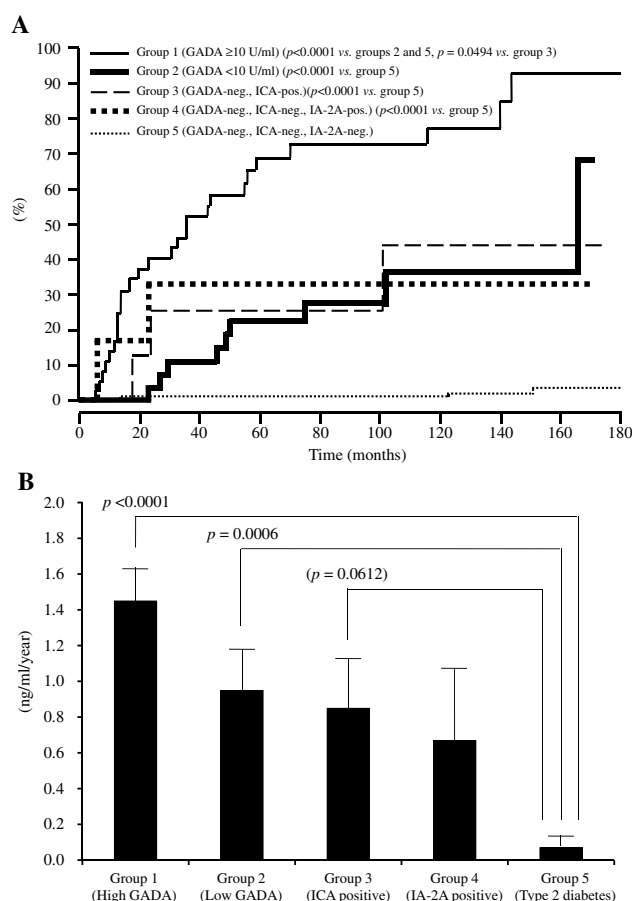 A
Group 1 (GADA ≥10 U/ml) (p<0.0001 vs. groups 2 and 5, p = 0.0494 vs. group 3)
Group 2 (GADA <10 U/ml) (p<0.0001 vs. group 5)
Group 3 (GADA-neg., ICA-pos.)(p<0.0001 vs. group 5)
Group 4 (GADA-neg., ICA-neg., IA-2A-pos.) (p<0.0001 vs. group 5)
Group 5 (GADA-neg., ICA-neg., IA-2A-neg.)
100
90
80
70
60
50
40
30
20
10
0
(%)
0 20 40 60 80 100 120 140 160 180
Time (months)
B
p <0.0001
p = 0.0006
(p = 0.0612)
2.0
1.8
1.6
1.4
1.2
1.0
0.8
0.6
0.4
0.2
0.0
(ng/ml/year)
Group 1 Group 2 Group 3 Group 4 Group 5
(High GADA) (Low GADA) (ICA positive) (IA-2A positive) (Type 2 diabetes)